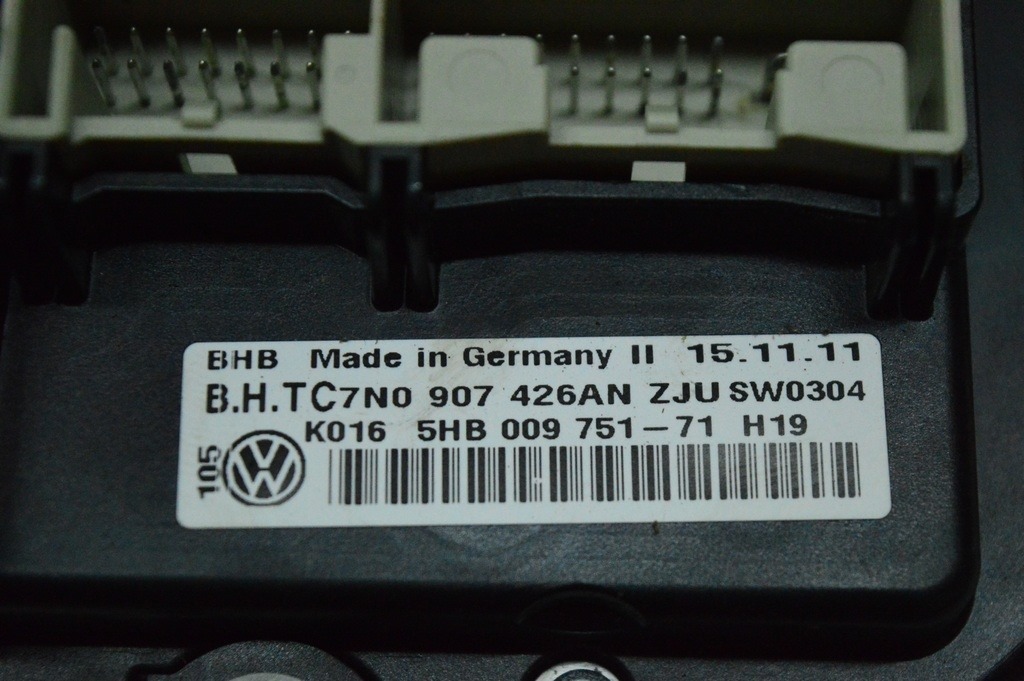 BHB Made in Germany II 15.11.11
B.H.TC7N0 907 426AN ZJU SW0304
K016 5HB 009 751-71 H19
105